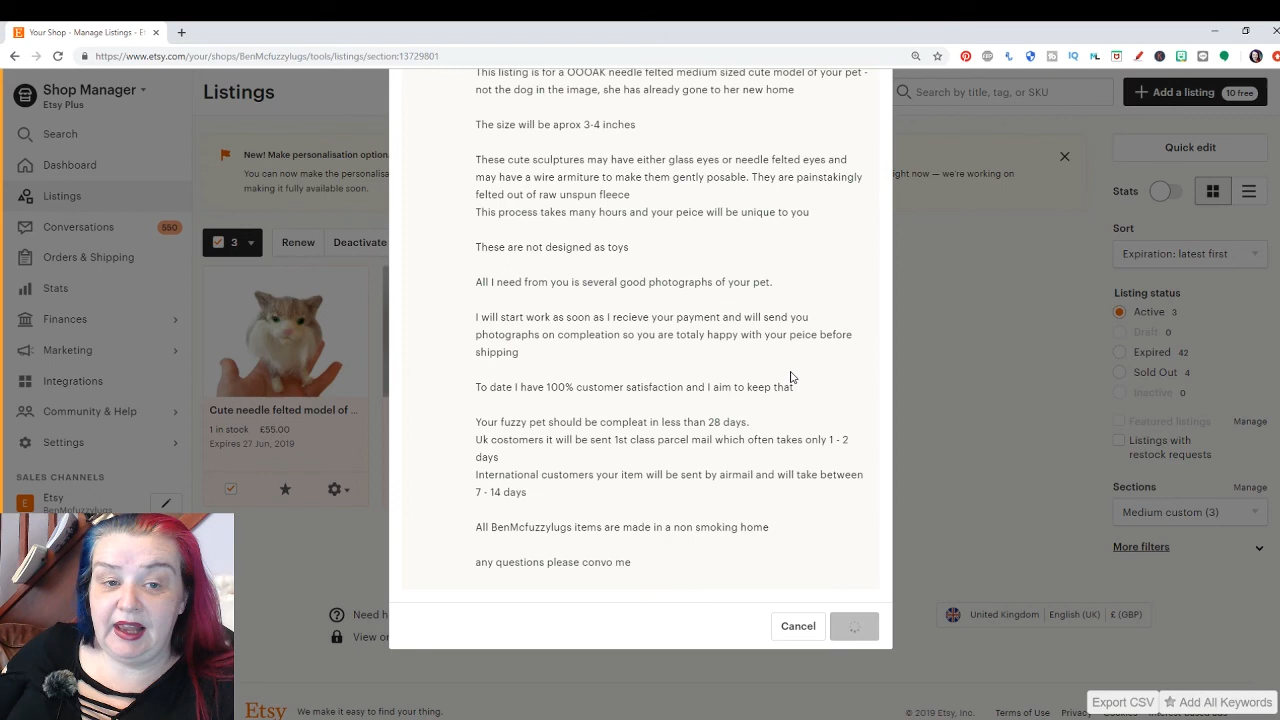 Your Shop - Manage Listings - Et
https://www.etsy.com/your/shops/BenMcfuzzylugs/tools/listings/section:13729801
Shop Manager
Etsy Plus
Search
Dashboard
Listings
Conversations 550
Orders & Shipping
Stats
Finances
Marketing
Integrations
Community & Help
Settings
SALES CHANNELS
Etsy
BenMcfuzzylugs
Listings
Search by title, tag, or SKU
+ Add a listing 10 free
New! Make personalisation optiona
You can now make the personalisa
making it fully available soon.
right now — we're working on
3
Renew
Deactivate
Cute needle felted model of ...
1 in stock £55.00
Expires 27 Jun, 2019
This listing is for a OOOAK needle felted medium sized cute model of your pet -
not the dog in the image, she has already gone to her new home
The size will be aprox 3-4 inches
These cute sculptures may have either glass eyes or needle felted eyes and
may have a wire armiture to make them gently posable. They are painstakingly
felted out of raw unspun fleece
This process takes many hours and your peice will be unique to you
These are not designed as toys
All I need from you is several good photographs of your pet.
I will start work as soon as I recieve your payment and will send you
photographs on compleation so you are totaly happy with your peice before
shipping
To date I have 100% customer satisfaction and I aim to keep that
Your fuzzy pet should be compleat in less than 28 days.
Uk costomers it will be sent 1st class parcel mail which often takes only 1 - 2
days
International customers your item will be sent by airmail and will take between
7 - 14 days
All BenMcfuzzylugs items are made in a non smoking home
any questions please convo me
Cancel
Quick edit
Stats
Sort
Expiration: latest first
Listing status
Active 3
Draft 0
Expired 42
Sold Out 4
Inactive 0
Featured listings Manage
Listings with
restock requests
Sections Manage
Medium custom (3)
More filters
Need h
View or
United Kingdom | English (UK) | £ (GBP)
Etsy We make it easy to find your thing.
© 2019 Etsy, Inc. Terms of Use Privacy
Export CSV
Add All Keywords